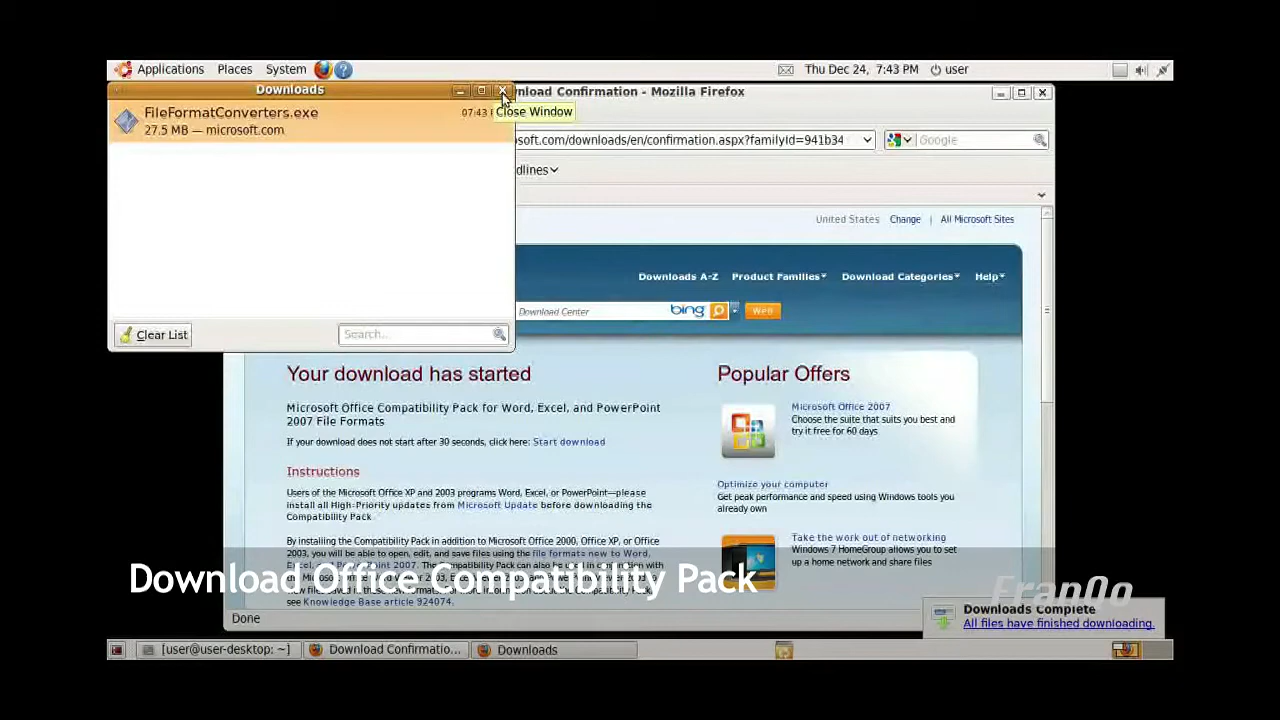 Applications Places System
Thu Dec 24, 7:43 PM user
Downloads
nload Confirmation - Mozilla Firefox
FileFormatConverters.exe
07:43
Close Window
27.5 MB — microsoft.com
soft.com/downloads/en/confirmation.aspx?familyId=941b34
Google
dlines
United States Change | All Microsoft Sites
Downloads A-Z Product Families Download Categories Help
Download Center
bing
Web
Clear List
Search...
Your download has started
Microsoft Office Compatibility Pack for Word, Excel, and PowerPoint
2007 File Formats
If your download does not start after 30 seconds, click here: Start download
Instructions
Users of the Microsoft Office XP and 2003 programs Word, Excel, or PowerPoint—please
install all High-Priority updates from Microsoft Update before downloading the
Compatibility Pack
By installing the Compatibility Pack in addition to Microsoft Office 2000, Office XP, or Office
2003, you will be able to open, edit, and save files using the file formats new to Word,
see Knowledge Base article 924074.
Popular Offers
Microsoft Office 2007
Choose the suite that suits you best and
try it free for 60 days
Optimize your computer
Get peak performance and speed using Windows tools you
already own
Take the work out of networking
Windows 7 HomeGroup allows you to set
up a home network and share files
Download Office Compatibility Pack
Done
Downloads Complete
All files have finished downloading.
[user@user-desktop: ~]
Download Confirmatio...
Downloads